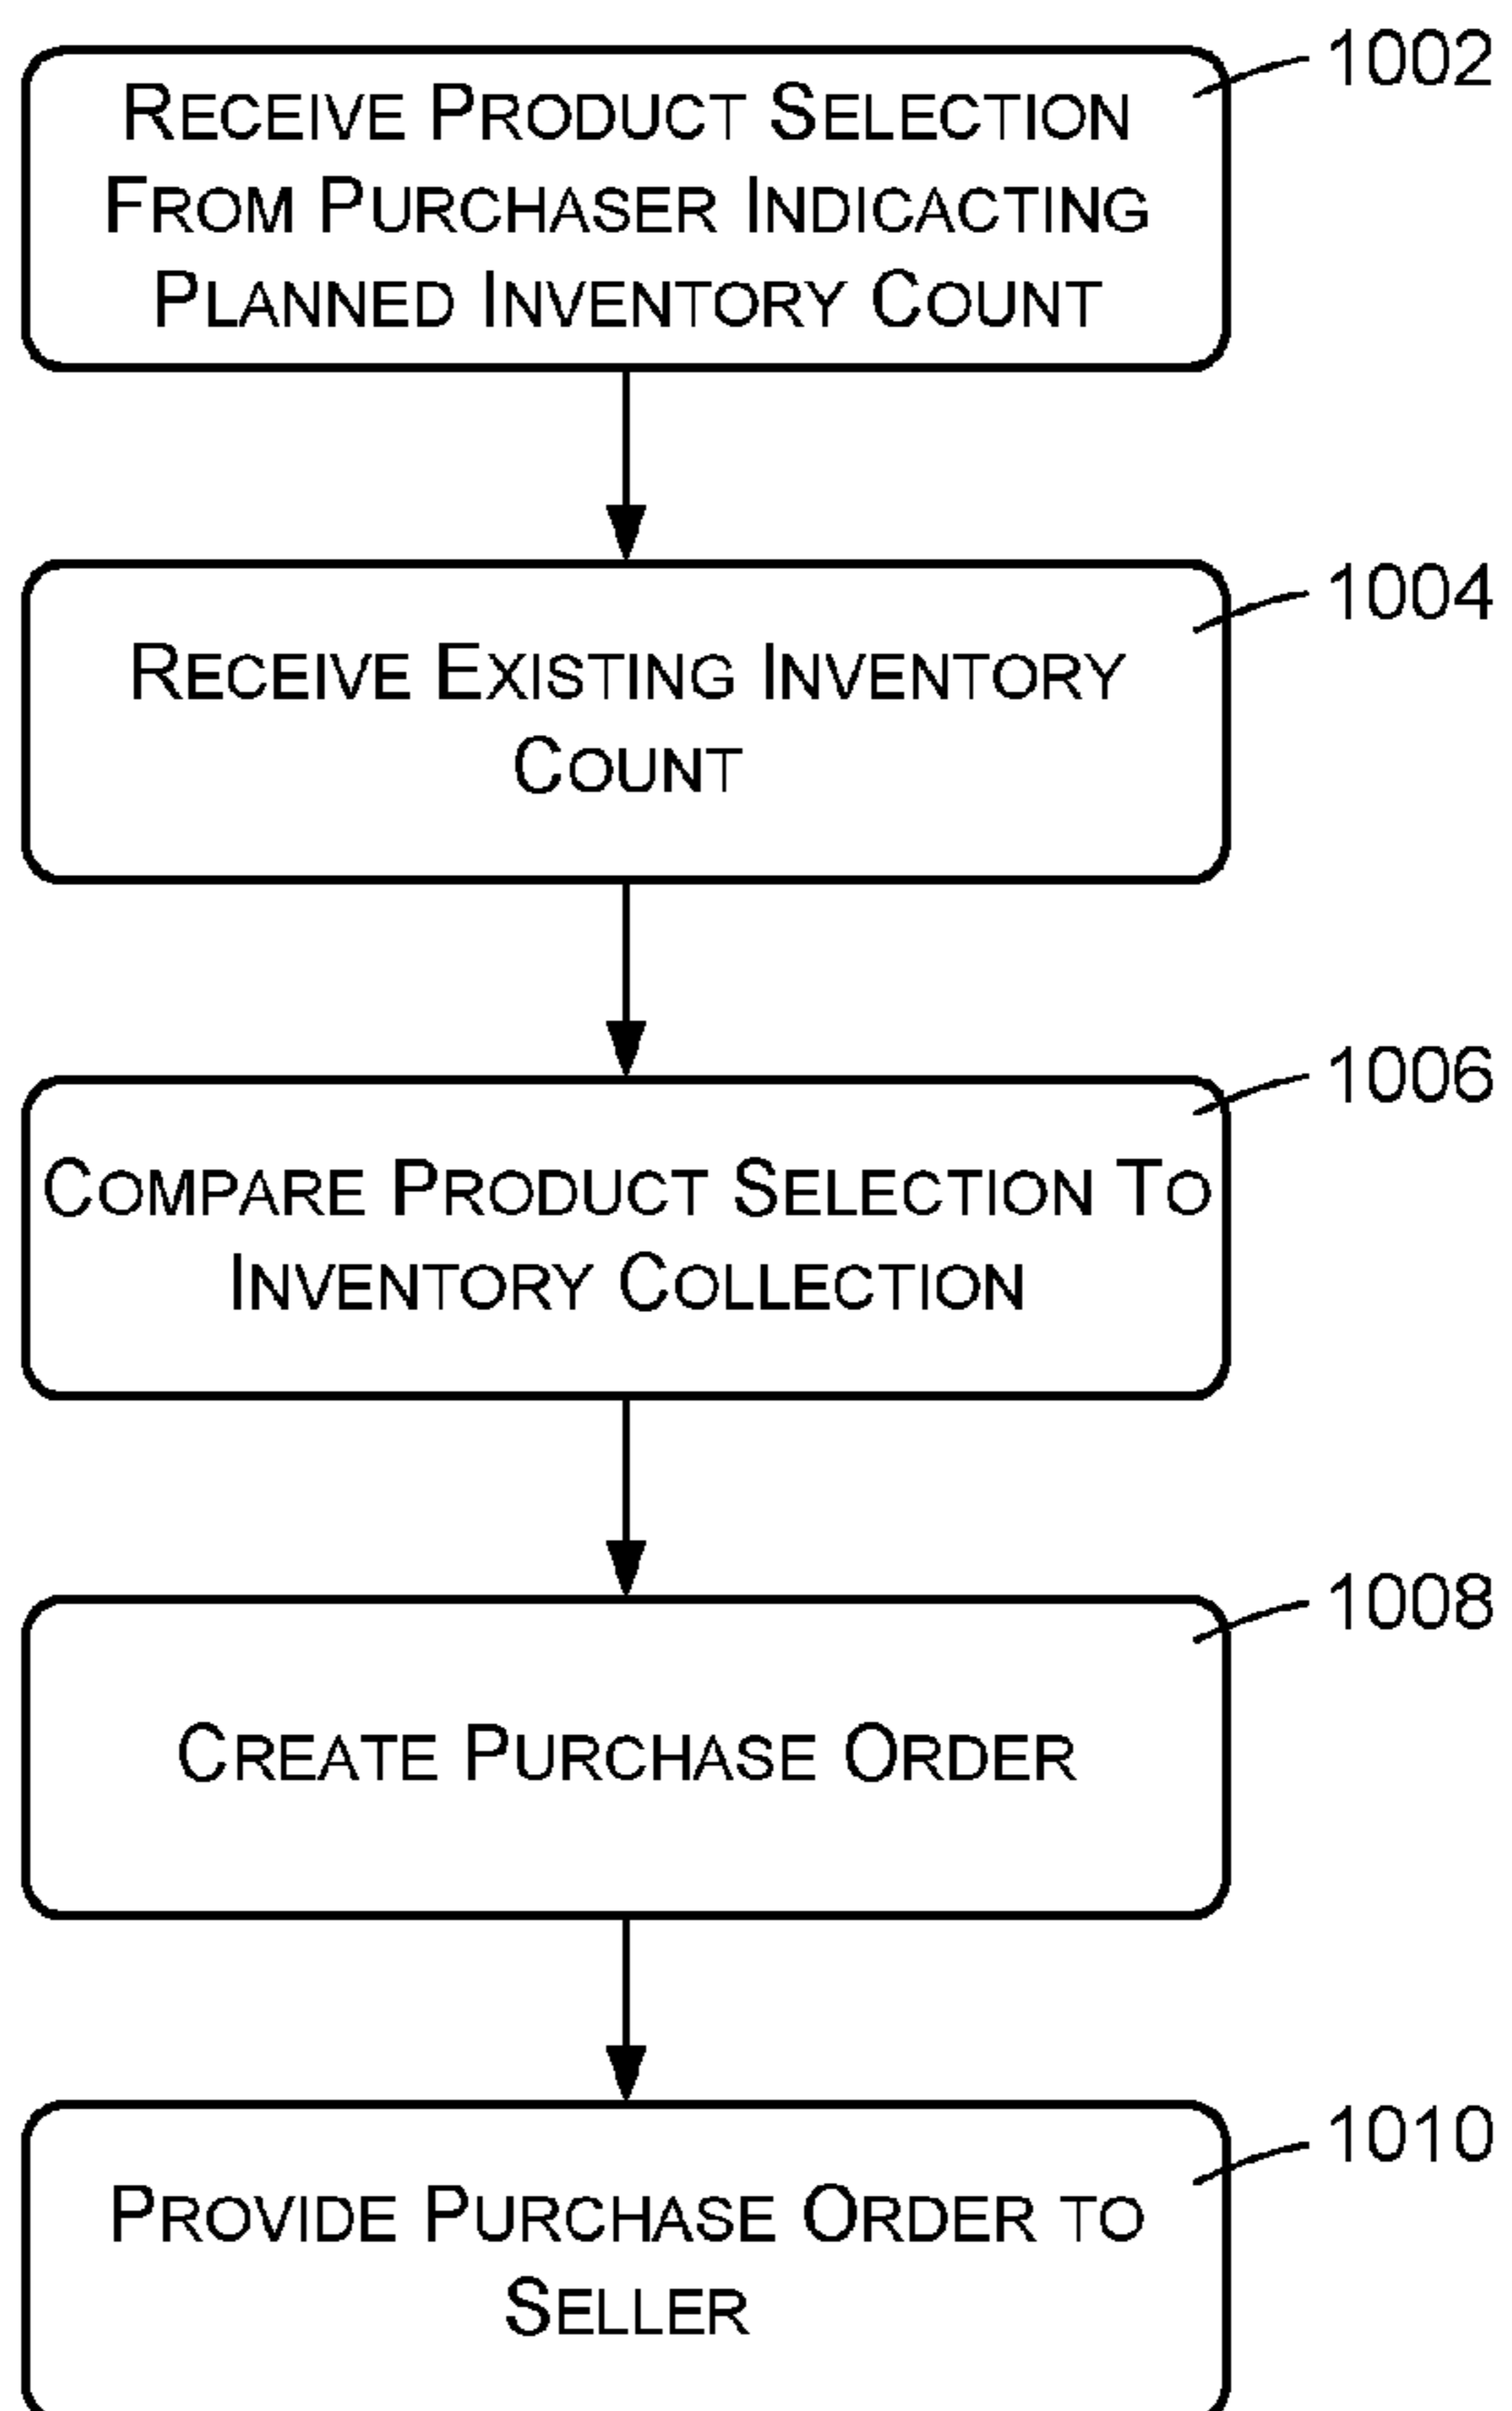 1002
RECEIVE PRODUCT SELECTION
FROM PURCHASER INDICACTING
PLANNED INVENTORY COUNT
1004
RECEIVE EXISTING INVENTORY
COUNT
1006
COMPARE PRODUCT SELECTION TO
INVENTORY COLLECTION
1008
CREATE PURCHASE ORDER
1010
PROVIDE PURCHASE ORDER TO
SELLER